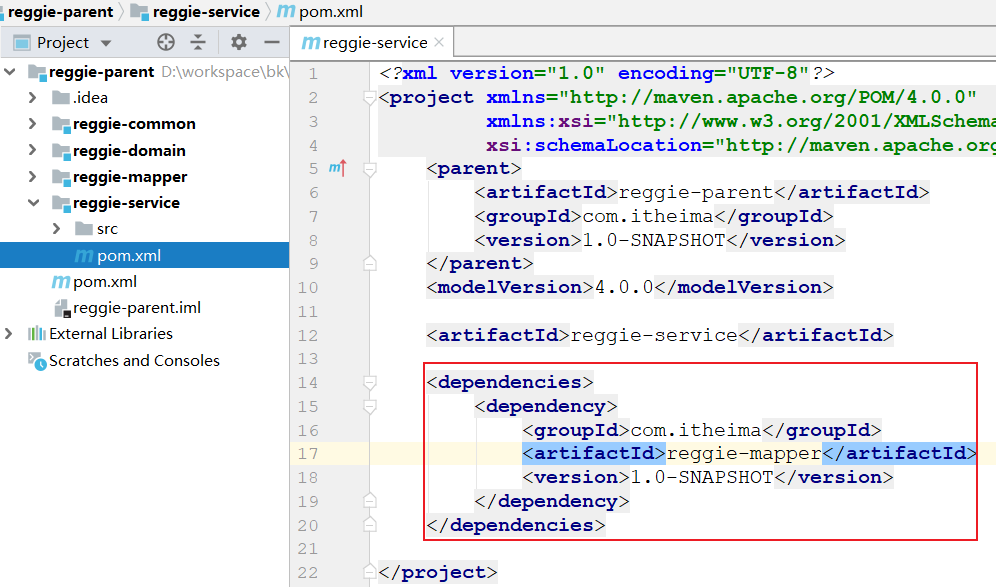 reggie-parent reggie-service m pom.xml
Project
m reggie-service ×
reggie-parent D:\workspace\bk\
.idea
reggie-common
reggie-domain
reggie-mapper
reggie-service
src
m pom.xml
m pom.xml
reggie-parent.iml
External Libraries
Scratches and Consoles
1 <?xml version="1.0" encoding="UTF-8"?>
2 <project xmlns="http://maven.apache.org/POM/4.0.0"
3 xmlns:xsi="http://www.w3.org/2001/XMLSchema
4 xsi:schemaLocation="http://maven.apache.org
5 m <parent>
6 <artifactId>reggie-parent</artifactId>
7 <groupId>com.itheima</groupId>
8 <version>1.0-SNAPSHOT</version>
9 </parent>
10 <modelVersion>4.0.0</modelVersion>
11
12 <artifactId>reggie-service</artifactId>
13
14 <dependencies>
15 <dependency>
16 <groupId>com.itheima</groupId>
17 <artifactId>reggie-mapper</artifactId>
18 <version>1.0-SNAPSHOT</version>
19 </dependency>
20 </dependencies>
21
22 </project>